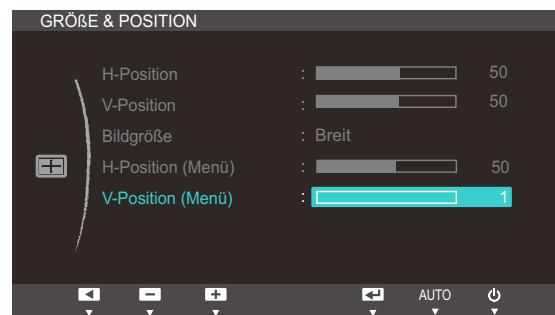 GRÖßE & POSITION
H-Position : 50
V-Position : 50
Bildgröße : Breit
H-Position (Menü) : 50
V-Position (Menü) : 1
AUTO